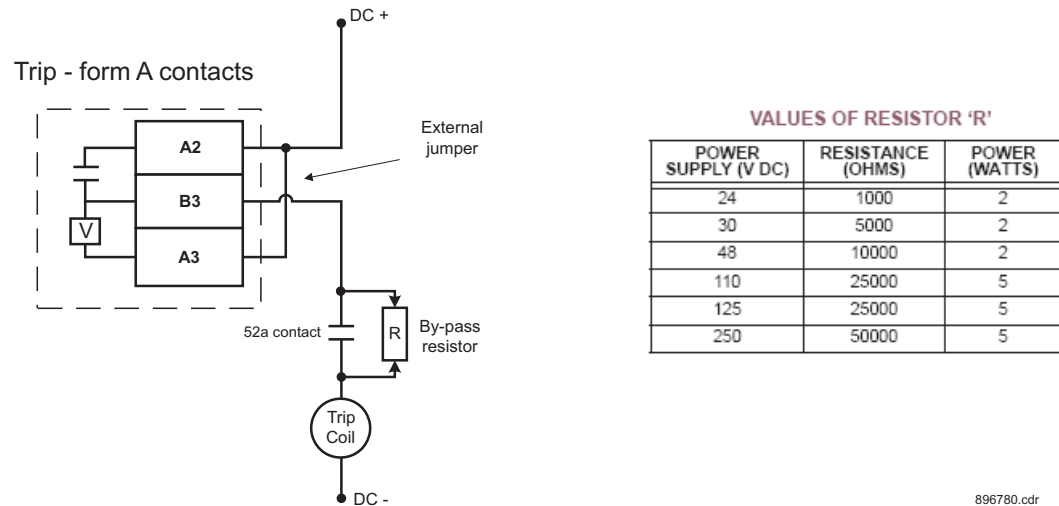 DC +
Trip - form A contacts
A2
B3
V
A3
External
jumper
52a contact
R
By-pass
resistor
Trip
Coil
DC -
VALUES OF RESISTOR ‘R’
POWER
SUPPLY (V DC)
RESISTANCE
(OHMS)
POWER
(WATTS)
24 1000 2
30 5000 2
48 10000 2
110 25000 5
125 25000 5
250 50000 5
896780.cdr